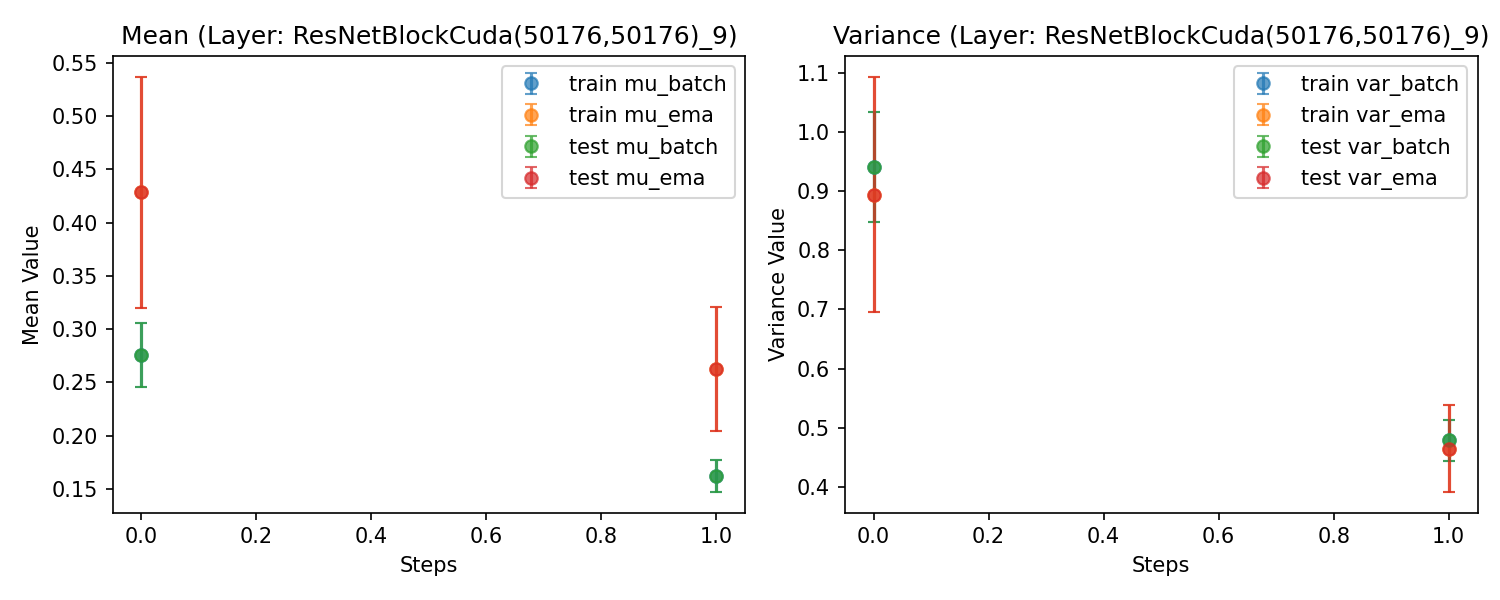 Mean (Layer: ResNetBlockCuda(50176,50176)_9)
0.55
0.50
0.45
0.40
0.35
0.30
0.25
0.20
0.15
Mean Value
train mu_batch
train mu_ema
test mu_batch
test mu_ema
0.0 0.2 0.4 0.6 0.8 1.0
Steps
Variance (Layer: ResNetBlockCuda(50176,50176)_9)
1.1
1.0
0.9
0.8
0.7
0.6
0.5
0.4
Variance Value
train var_batch
train var_ema
test var_batch
test var_ema
0.0 0.2 0.4 0.6 0.8 1.0
Steps